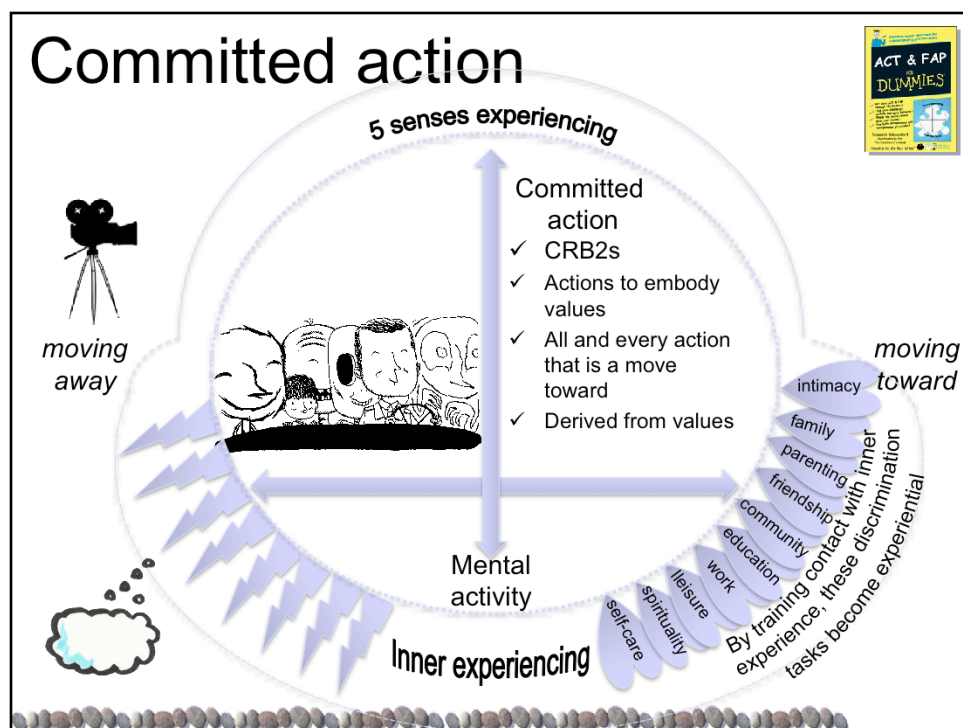 Committed action
ACT & FAP
FOR
DUMMIES
5 senses experiencing
Committed
action
✓ CRB2s
✓ Actions to embody
values
✓ All and every action
that is a move
toward
✓ Derived from values
moving
away
moving
toward
intimacy
family
parenting
friendship
community
education
work
lleisure
spirituality
self-care
By training contact with inner
experience, these discrimination
tasks become experiential
Mental
activity
Inner experiencing